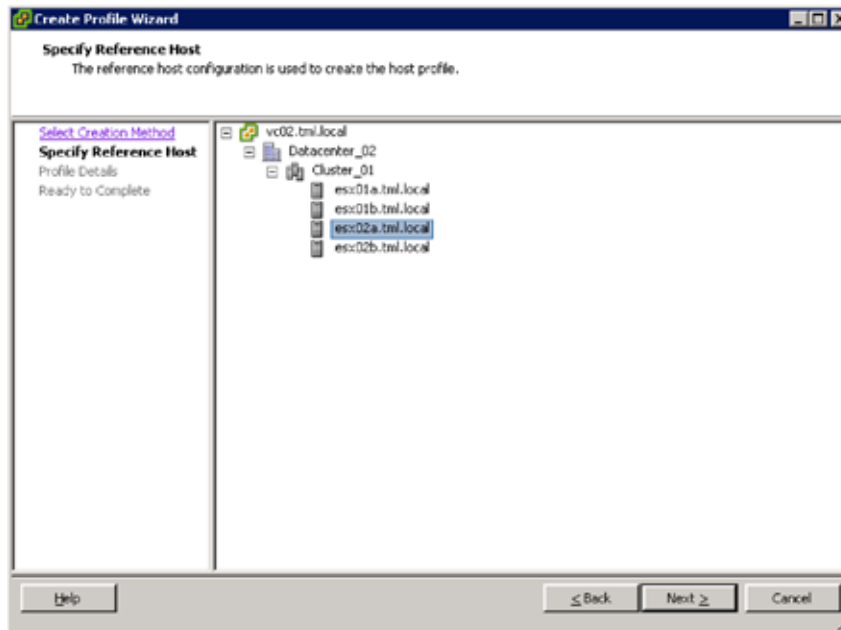 Create Profile Wizard
Specify Reference Host
The reference host configuration is used to create the host profile.
Select Creation Method
Specify Reference Host
Profile Details
Ready to Complete
vc02.tml.local
Datacenter_02
Cluster_01
esx01a.tml.local
esx01b.tml.local
esx02a.tml.local
esx02b.tml.local
Help
≤ Back
Next ≥
Cancel